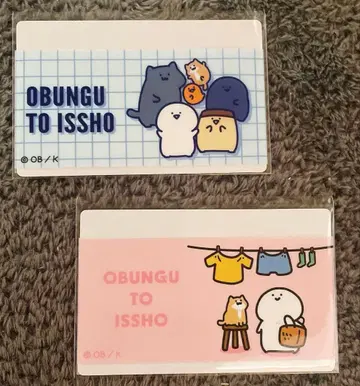 OBUNGU
TO ISSHO
© OB/K
OBUNGU
TO
ISSHO
© OB/K